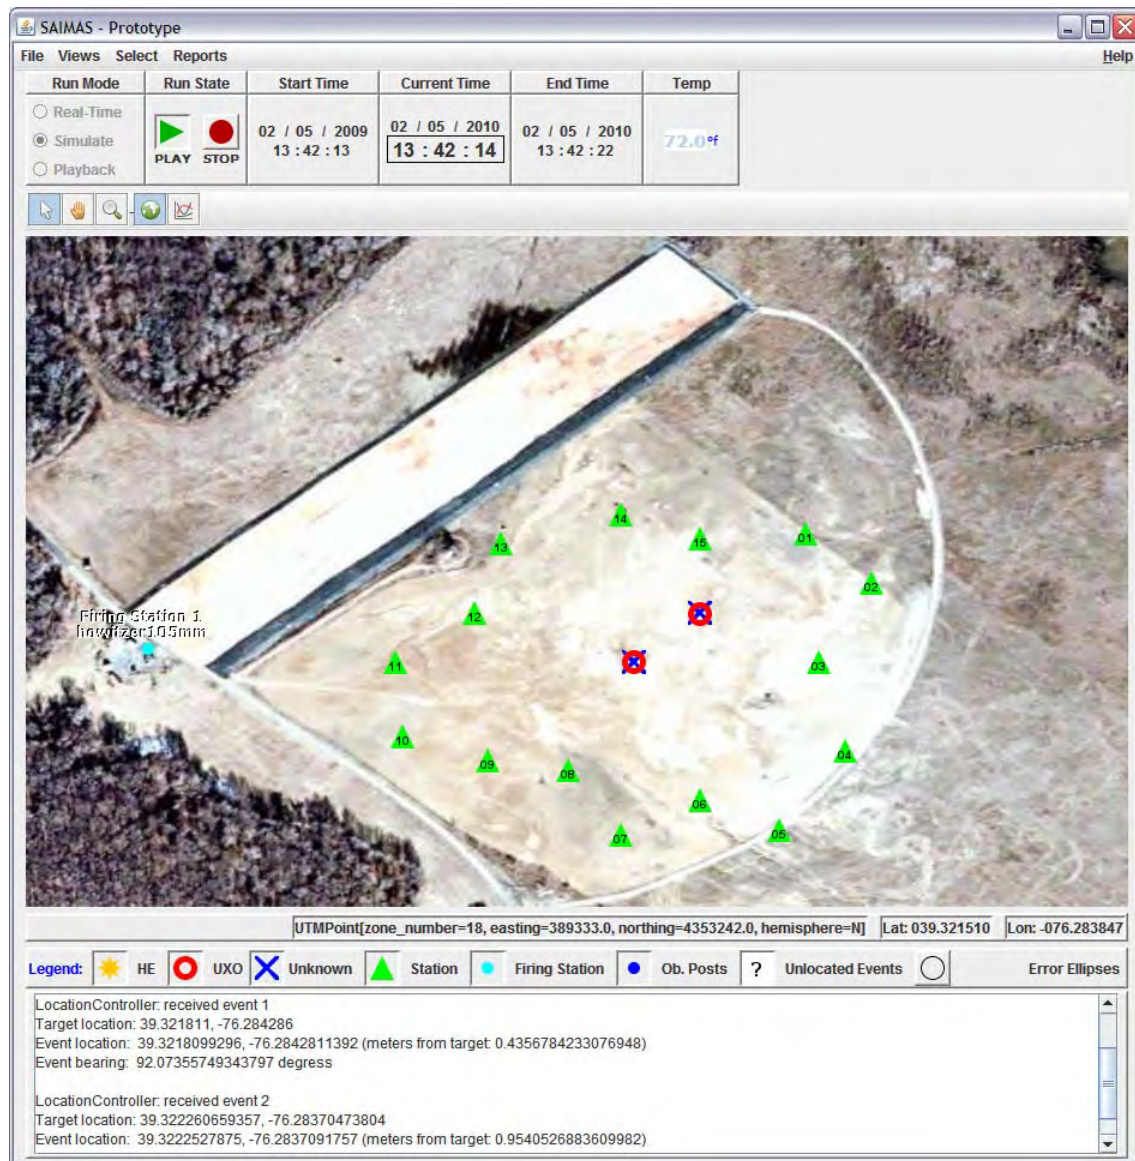 SAIMAS - Prototype
File Views Select Reports Help
Run Mode Run State Start Time Current Time End Time Temp
Real-Time
Simulate
Playback
PLAY STOP
02 / 05 / 2009
13 : 42 : 13
02 / 05 / 2010
13 : 42 : 14
02 / 05 / 2010
13 : 42 : 22
72.0°f
14
13
15
01
02
12
Firing Station 1
howitzer105mm
11
03
10
09
08
04
06
07
05
UTMPoint[zone_number=18, easting=389333.0, northing=4353242.0, hemisphere=N] Lat: 039.321510 Lon: -076.283847
Legend: HE UXO Unknown Station Firing Station Ob. Posts ? Unlocated Events Error Ellipses
LocationController: received event 1
Target location: 39.321811, -76.284286
Event location: 39.3218099296, -76.2842811392 (meters from target: 0.4356784233076948)
Event bearing: 92.07355749343797 degress
LocationController: received event 2
Target location: 39.322260659357, -76.28370473804
Event location: 39.3222527875, -76.2837091757 (meters from target: 0.9540526883609982)